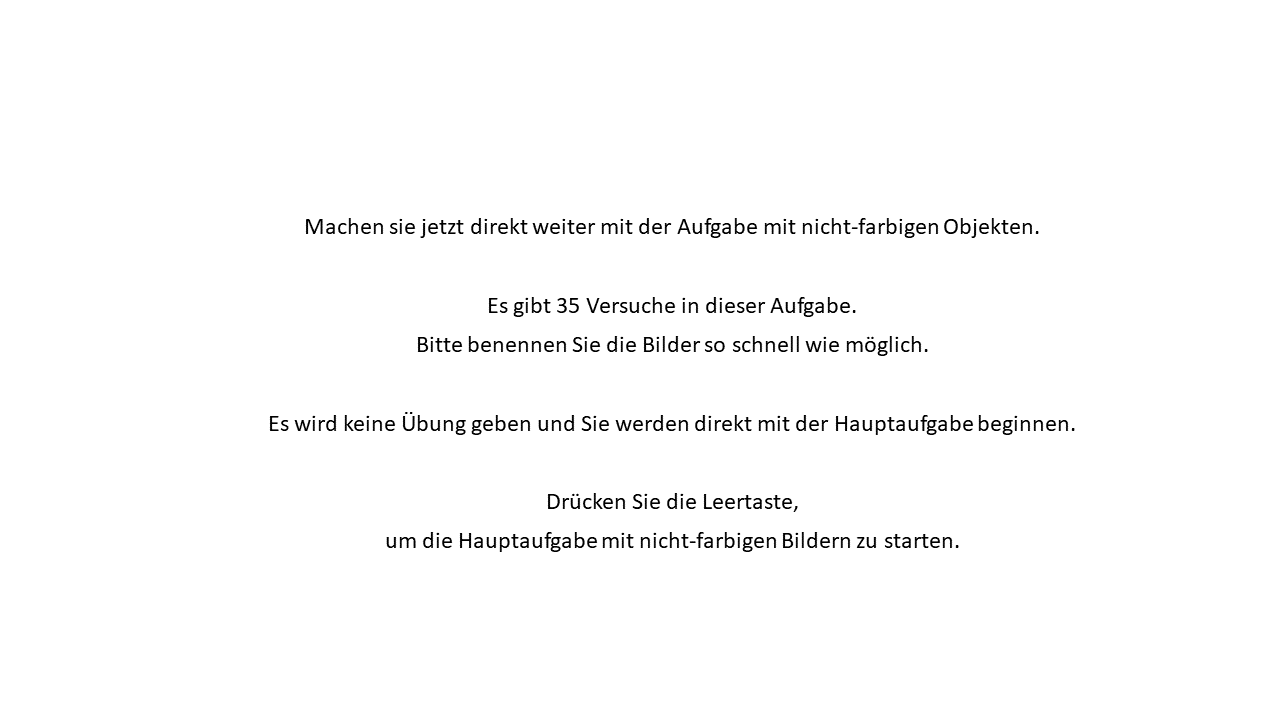 Machen sie jetzt direkt weiter mit der Aufgabe mit nicht-farbigen Objekten.
Es gibt 35 Versuche in dieser Aufgabe.
Bitte benennen Sie die Bilder so schnell wie möglich.
Es wird keine Übung geben und Sie werden direkt mit der Hauptaufgabe beginnen.
Drücken Sie die Leertaste,
um die Hauptaufgabe mit nicht-farbigen Bildern zu starten.